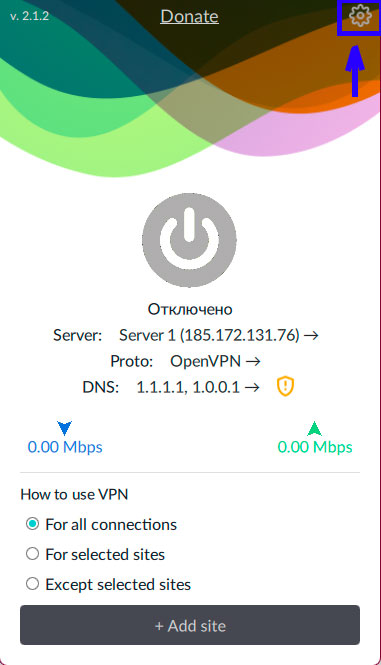 v. 2.1.2
Donate
Отключено
Server: Server 1 (185.172.131.76) →
Proto: OpenVPN →
DNS: 1.1.1.1, 1.0.0.1 →
0.00 Mbps 0.00 Mbps
How to use VPN
For all connections
For selected sites
Except selected sites
+ Add site